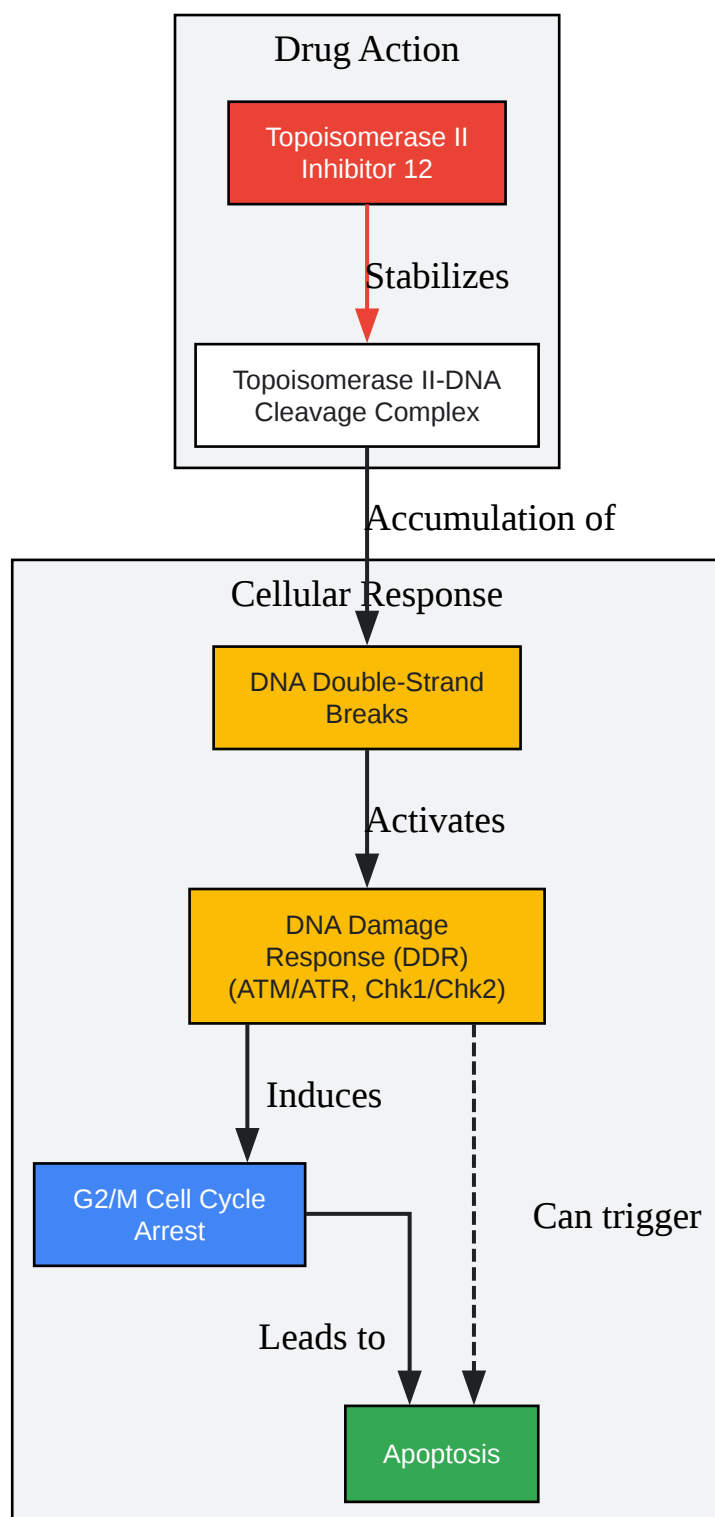 Drug Action
Topoisomerase II
Inhibitor 12
Stabilizes
Topoisomerase II-DNA
Cleavage Complex
Accumulation of
Cellular Response
DNA Double-Strand
Breaks
Activates
DNA Damage
Response (DDR)
(ATM/ATR, Chk1/Chk2)
Induces
G2/M Cell Cycle
Arrest
Can trigger
Leads to
Apoptosis